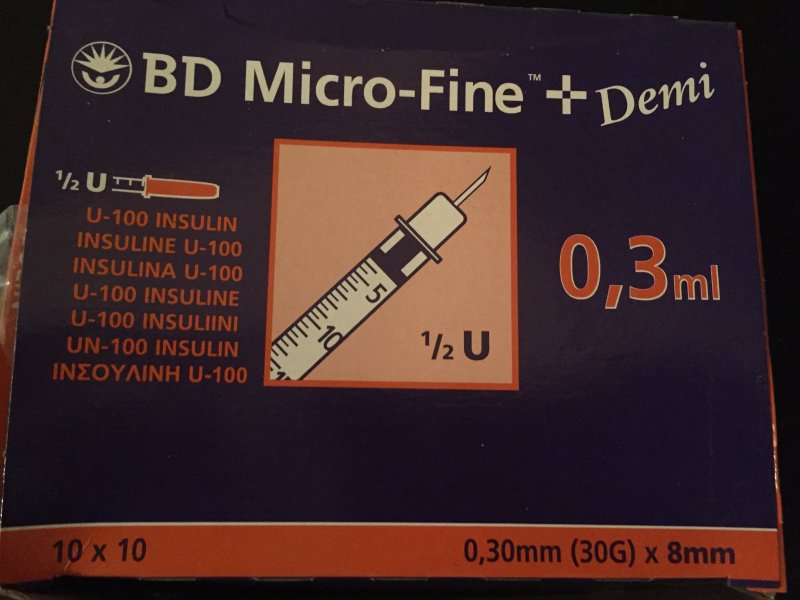 BD Micro-Fine™+ Demi
½ U
U-100 INSULIN
INSULINE U-100
INSULINA U-100
U-100 INSULINE
U-100 INSULIINI
UN-100 INSULIN
ΙΝΣΟΥΛΙΝΗ U-100
5
10
½ U
0,3ml
10 x 10
0,30mm (30G) x 8mm